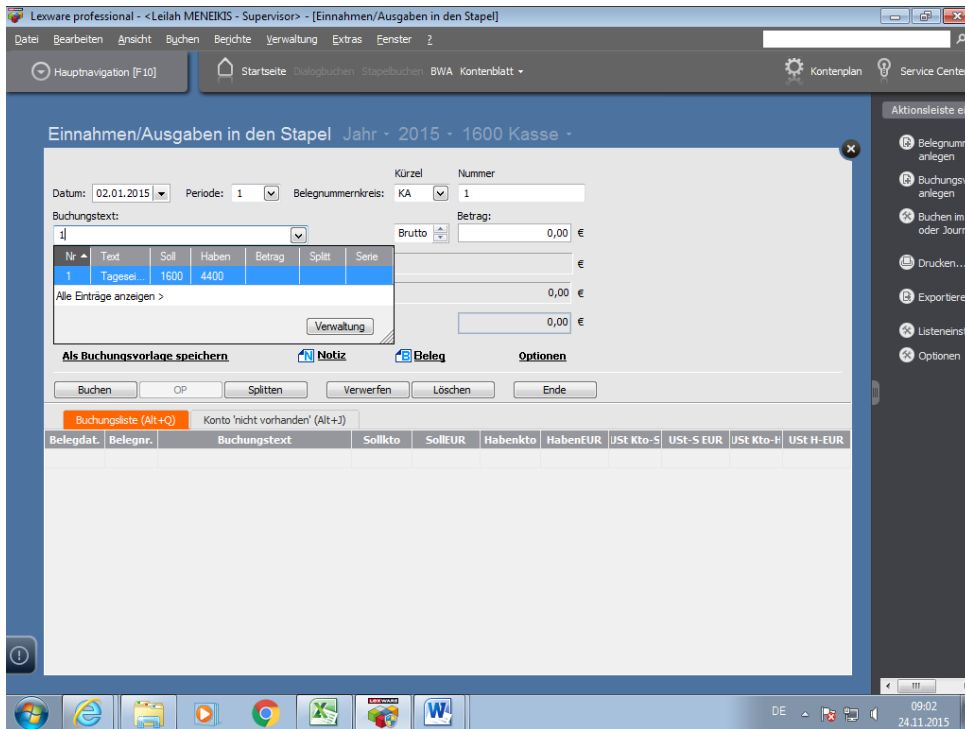 Lexware professional - <Leilah MENEIKIS - Supervisor> - [Einnahmen/Ausgaben in den Stapel]
Datei Bearbeiten Ansicht Buchen Berichte Verwaltung Extras Fenster ?
Hauptnavigation [F10] Startseite Dialogbuchen Stapelbuchen BWA Kontenblatt Kontenplan Service Center
Aktionsleiste ei
Einnahmen/Ausgaben in den Stapel Jahr - 2015 - 1600 Kasse -
Kürzel Nummer
Datum: 02.01.2015 Periode: 1 Belegnummernkreis: KA 1
Buchungstext: Betrag:
1 Brutto 0,00 €
Nr Text Soll Haben Betrag Splitt Serie
1 Tagesei... 1600 4400
€
Alle Einträge anzeigen > 0,00 €
Verwaltung 0,00 €
Als Buchungsvorlage speichern Notiz Beleg Optionen
Buchen OP Splitten Verwerfen Löschen Ende
Buchungsliste (Alt+Q) Konto 'nicht vorhanden' (Alt+J)
Belegdat. Belegnr. Buchungstext Sollkto SollEUR Habenkto HabenEUR USt Kto-S USt-S EUR USt Kto-H USt H-EUR
Belegnumm
anlegen
Buchungsv
anlegen
Buchen im
oder Jour
Drucken...
Exportiere
Listeneinst
Optionen
LEXWARE
DE 09:02
24.11.2015